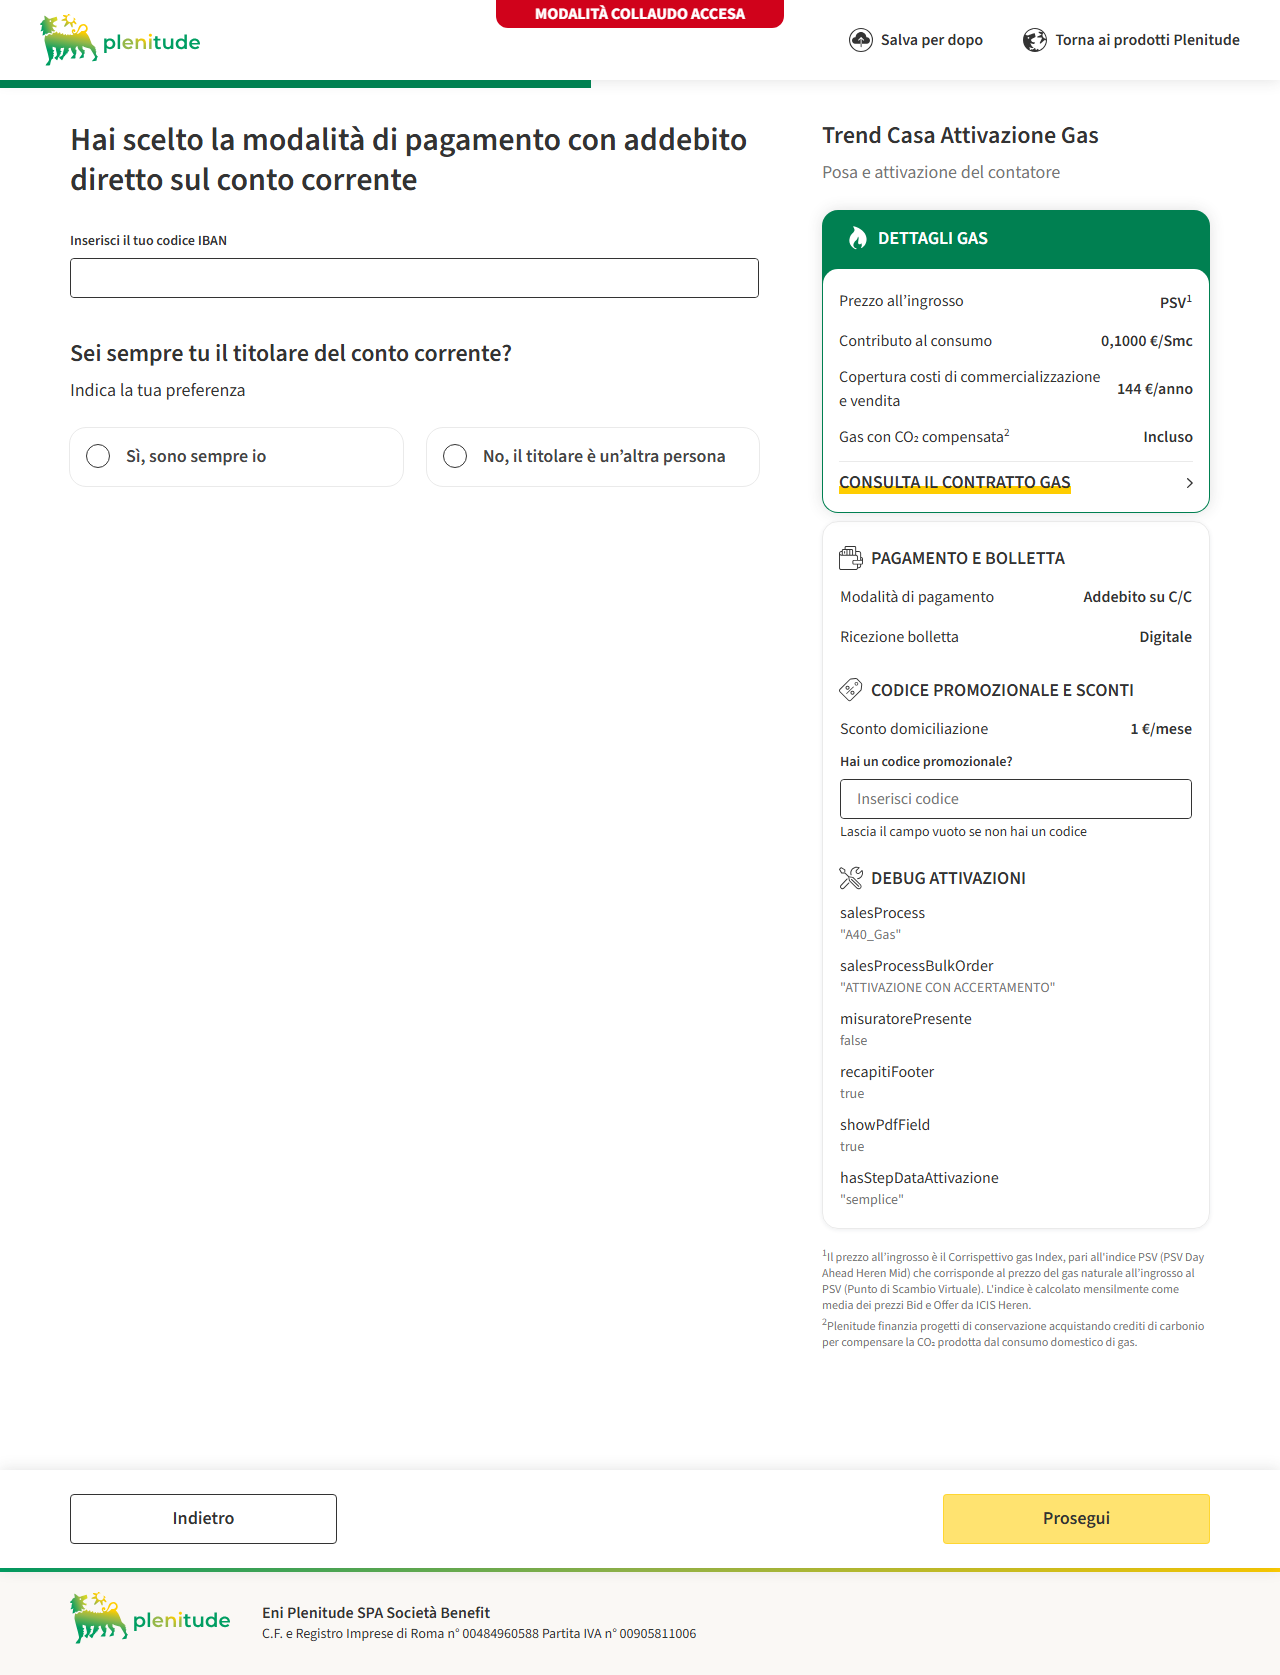 MODALITÀ COLLAUDO ACCESA
plenitude
Salva per dopo
Torna ai prodotti Plenitude
Hai scelto la modalità di pagamento con addebito
diretto sul conto corrente
Inserisci il tuo codice IBAN
Sei sempre tu il titolare del conto corrente?
Indica la tua preferenza
Sì, sono sempre io
No, il titolare è un’altra persona
Trend Casa Attivazione Gas
Posa e attivazione del contatore
DETTAGLI GAS
Prezzo all’ingrosso PSV¹
Contributo al consumo 0,1000 €/Smc
Copertura costi di commercializzazione
e vendita 144 €/anno
Gas con CO₂ compensata² Incluso
CONSULTA IL CONTRATTO GAS
PAGAMENTO E BOLLETTA
Modalità di pagamento Addebito su C/C
Ricezione bolletta Digitale
CODICE PROMOZIONALE E SCONTI
Sconto domiciliazione 1 €/mese
Hai un codice promozionale?
Inserisci codice
Lascia il campo vuoto se non hai un codice
DEBUG ATTIVAZIONI
salesProcess
"A40_Gas"
salesProcessBulkOrder
"ATTIVAZIONE CON ACCERTAMENTO"
misuratorePresente
false
recapitiFooter
true
showPdfField
true
hasStepDataAttivazione
"semplice"
¹Il prezzo all’ingrosso è il Corrispettivo gas Index, pari all'indice PSV (PSV Day
Ahead Heren Mid) che corrisponde al prezzo del gas naturale all’ingrosso al
PSV (Punto di Scambio Virtuale). L'indice è calcolato mensilmente come
media dei prezzi Bid e Offer da ICIS Heren.
²Plenitude finanzia progetti di conservazione acquistando crediti di carbonio
per compensare la CO₂ prodotta dal consumo domestico di gas.
Indietro
Prosegui
plenitude
Eni Plenitude SPA Società Benefit
C.F. e Registro Imprese di Roma n° 00484960588 Partita IVA n° 00905811006